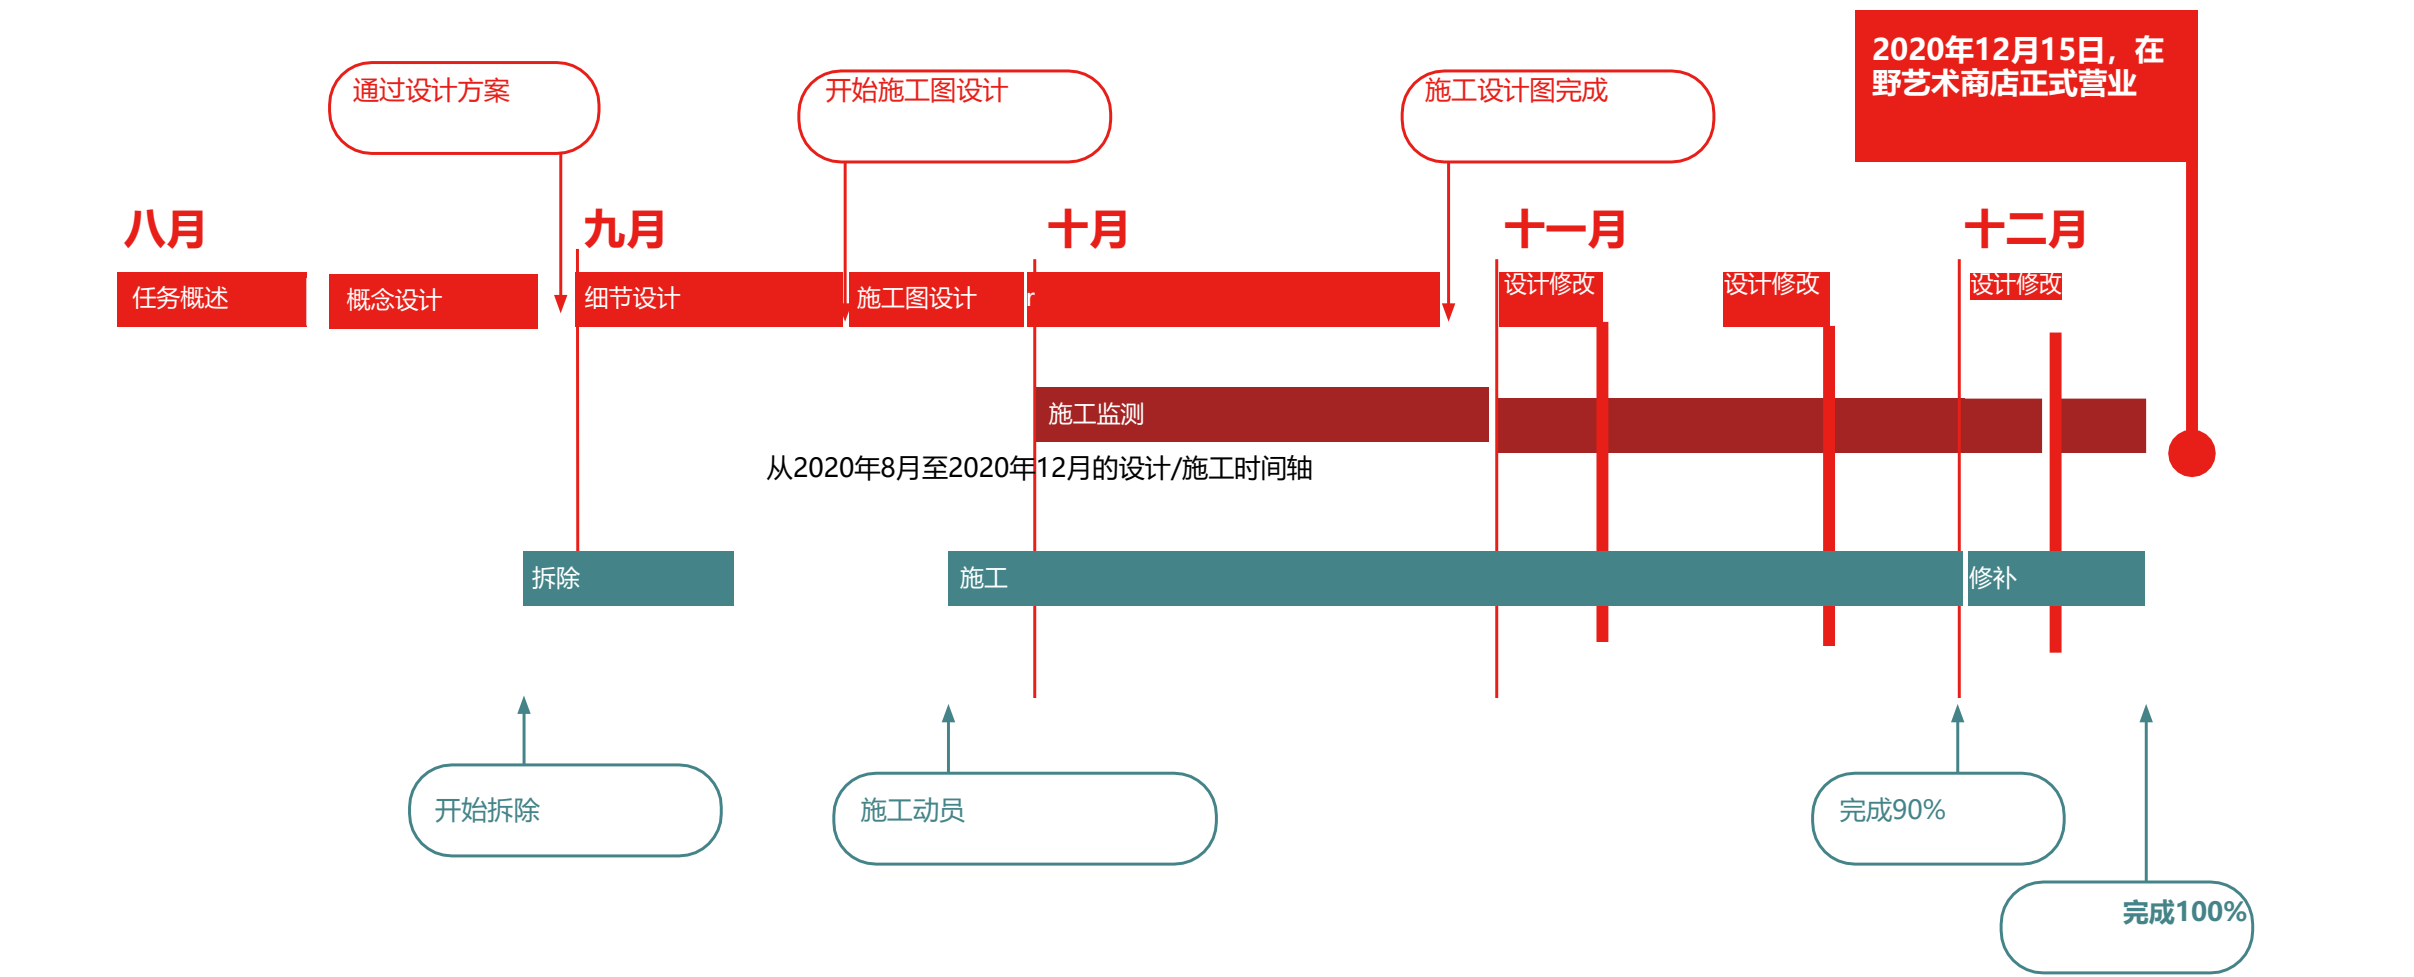 2020年12月15日，在
野艺术商店正式营业
通过设计方案
开始施工图设计
施工设计图完成
八月
九月
十月
十一月
十二月
任务概述
概念设计
细节设计
施工图设计
r
设计修改
设计修改
设计修改
施工监测
从2020年8月至2020年12月的设计/施工时间轴
拆除
施工
修补
开始拆除
施工动员
完成90%
完成100%